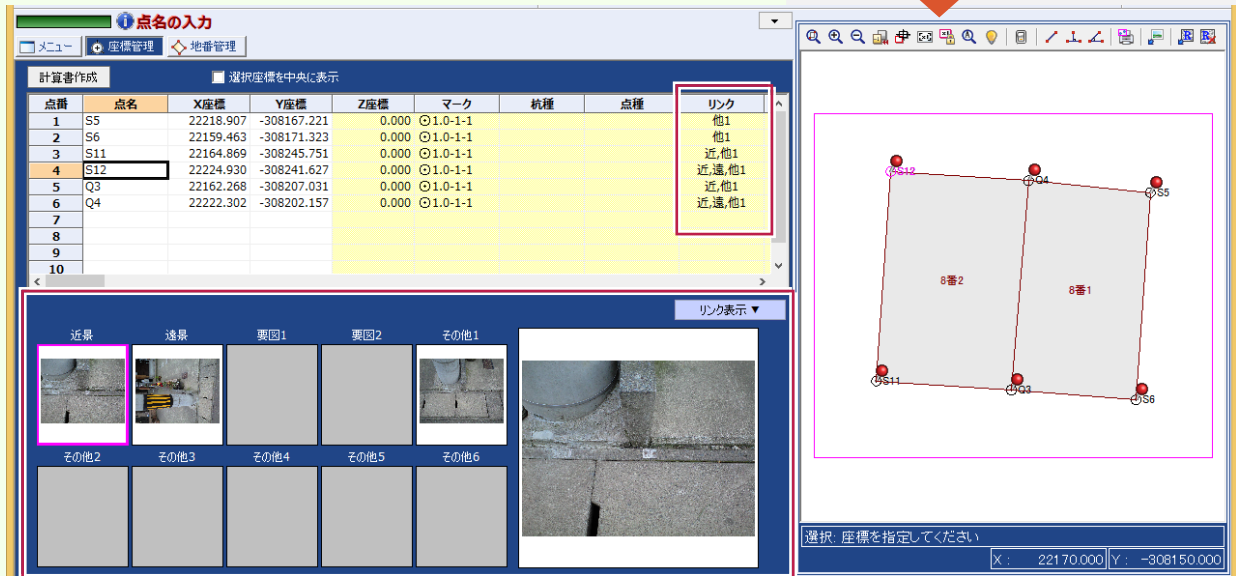 点名の入力
メニュー 座標管理 地番管理
計算書作成 選択座標を中央に表示
点番 点名 X座標 Y座標 Z座標 マーク 杭種 点種 リンク
1 S5 22218.907 -308167.221 0.000 ⊙1.0-1-1 他1
2 S6 22159.463 -308171.323 0.000 ⊙1.0-1-1 他1
3 S11 22164.869 -308245.751 0.000 ⊙1.0-1-1 近,他1
4 S12 22224.930 -308241.627 0.000 ⊙1.0-1-1 近,遠,他1
5 Q3 22162.268 -308207.031 0.000 ⊙1.0-1-1 近,他1
6 Q4 22222.302 -308202.157 0.000 ⊙1.0-1-1 近,遠,他1
7
8
9
10
リンク表示 ▼
近景 遠景 要図1 要図2 その他1
その他2 その他3 その他4 その他5 その他6
S12 Q4 S5
8番2 8番1
S11 Q3 S6
選択: 座標を指定してください
X : 22170.000 Y : -308150.000